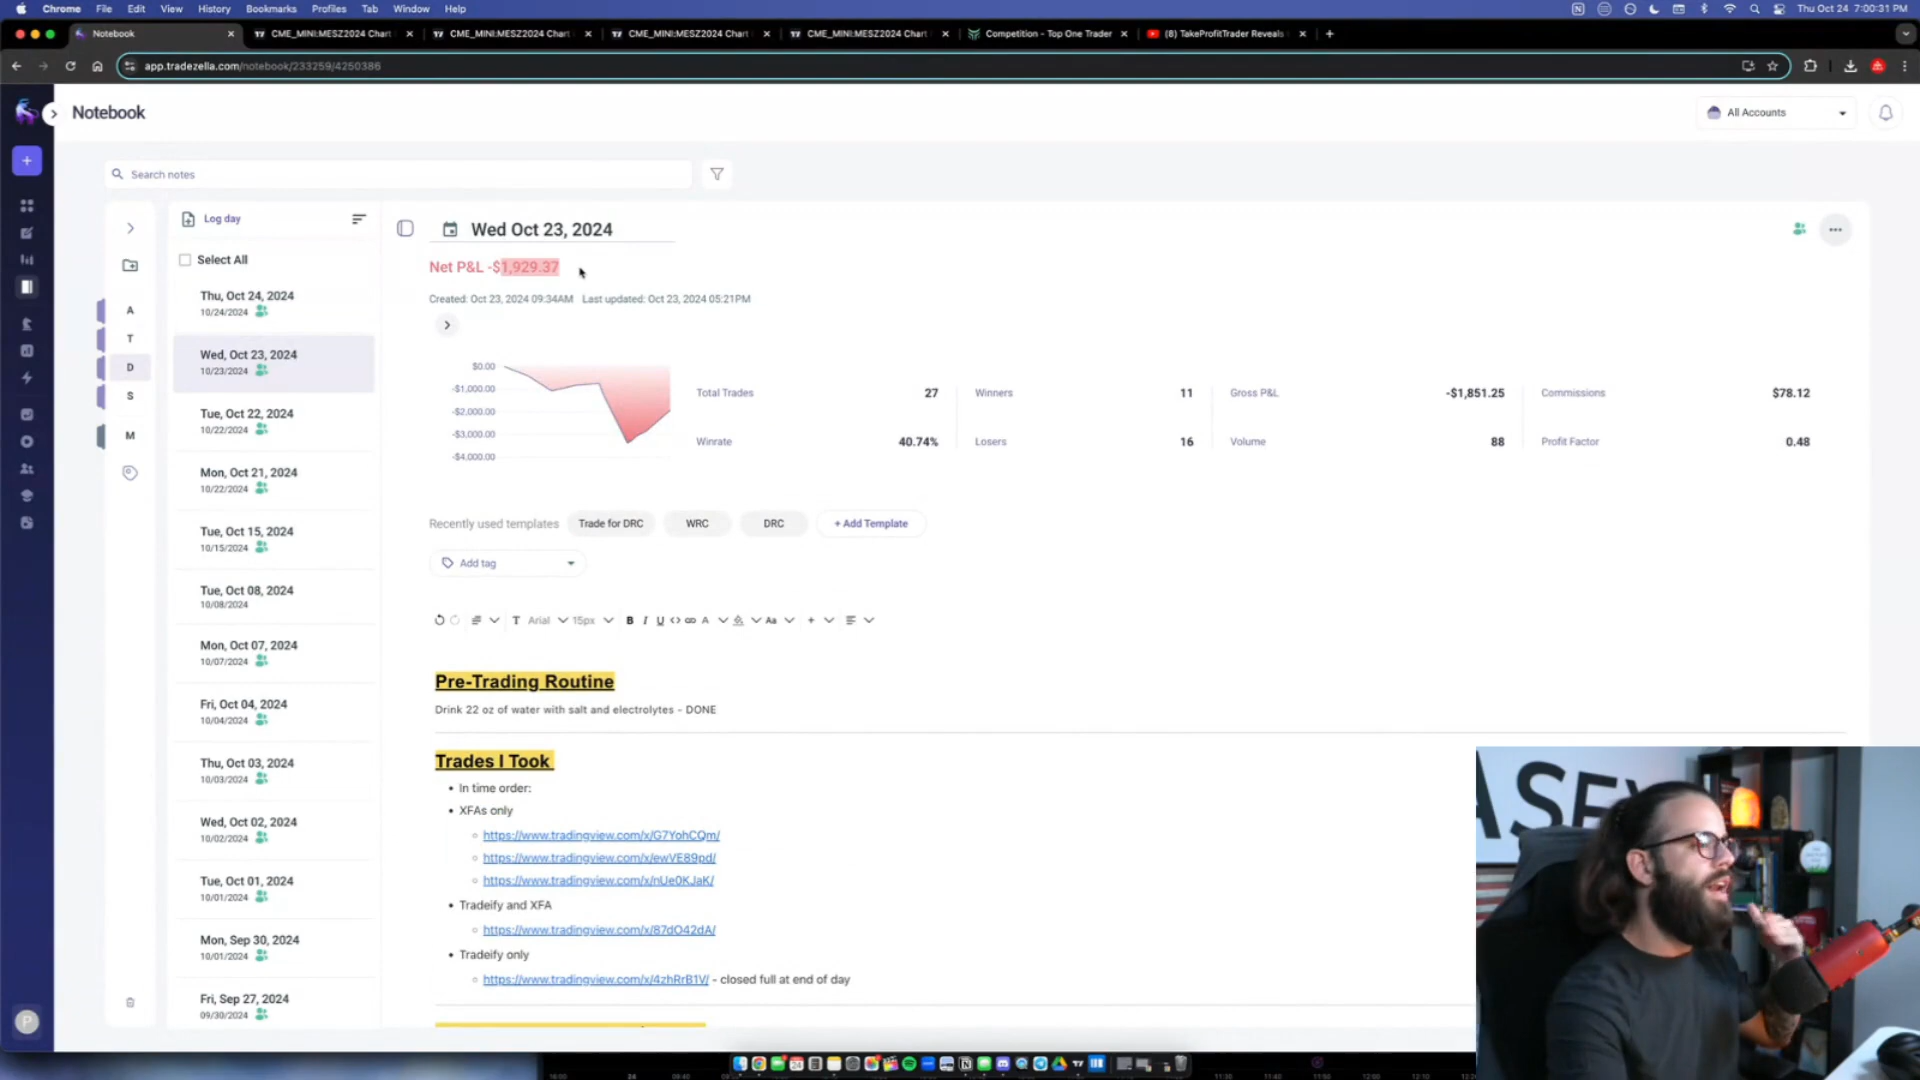 Chrome File Edit View History Bookmarks Profiles Tab Window Help Thu Oct 24 7:00:31 PM
Notebook CME_MINI:MESZ2024 Chart CME_MINI:MESZ2024 Chart CME_MINI:MESZ2024 Chart CME_MINI:MESZ2024 Chart Competition - Top One Trader (8) TakeProfitTrader Reveals
app.tradezella.com/notebook/233259/4250386
Notebook
All Accounts
Search notes
Log day
Select All
Thu, Oct 24, 2024
10/24/2024
Wed, Oct 23, 2024
10/23/2024
Tue, Oct 22, 2024
10/22/2024
Mon, Oct 21, 2024
10/22/2024
Tue, Oct 15, 2024
10/15/2024
Tue, Oct 08, 2024
10/08/2024
Mon, Oct 07, 2024
10/07/2024
Fri, Oct 04, 2024
10/04/2024
Thu, Oct 03, 2024
10/03/2024
Wed, Oct 02, 2024
10/02/2024
Tue, Oct 01, 2024
10/01/2024
Mon, Sep 30, 2024
10/01/2024
Fri, Sep 27, 2024
09/30/2024
A
T
D
S
M
P
Wed Oct 23, 2024
Net P&L -$1,929.37
Created: Oct 23, 2024 09:34AM Last updated: Oct 23, 2024 05:21PM
$0.00
-$1,000.00
-$2,000.00
-$3,000.00
-$4,000.00
Total Trades 27 Winners 11 Gross P&L -$1,851.25 Commissions $78.12
Winrate 40.74% Losers 16 Volume 88 Profit Factor 0.48
Recently used templates Trade for DRC WRC DRC + Add Template
Add tag
T Arial 15px B I U A Aa +
Pre-Trading Routine
Drink 22 oz of water with salt and electrolytes - DONE
Trades I Took
• In time order:
• XFAs only
https://www.tradingview.com/x/G7YohCQm/
https://www.tradingview.com/x/ewVE89pd/
https://www.tradingview.com/x/nUe0KJaK/
• Tradeify and XFA
https://www.tradingview.com/x/87dO42dA/
• Tradeify only
https://www.tradingview.com/x/4zhRrB1V/ - closed full at end of day
ASEY